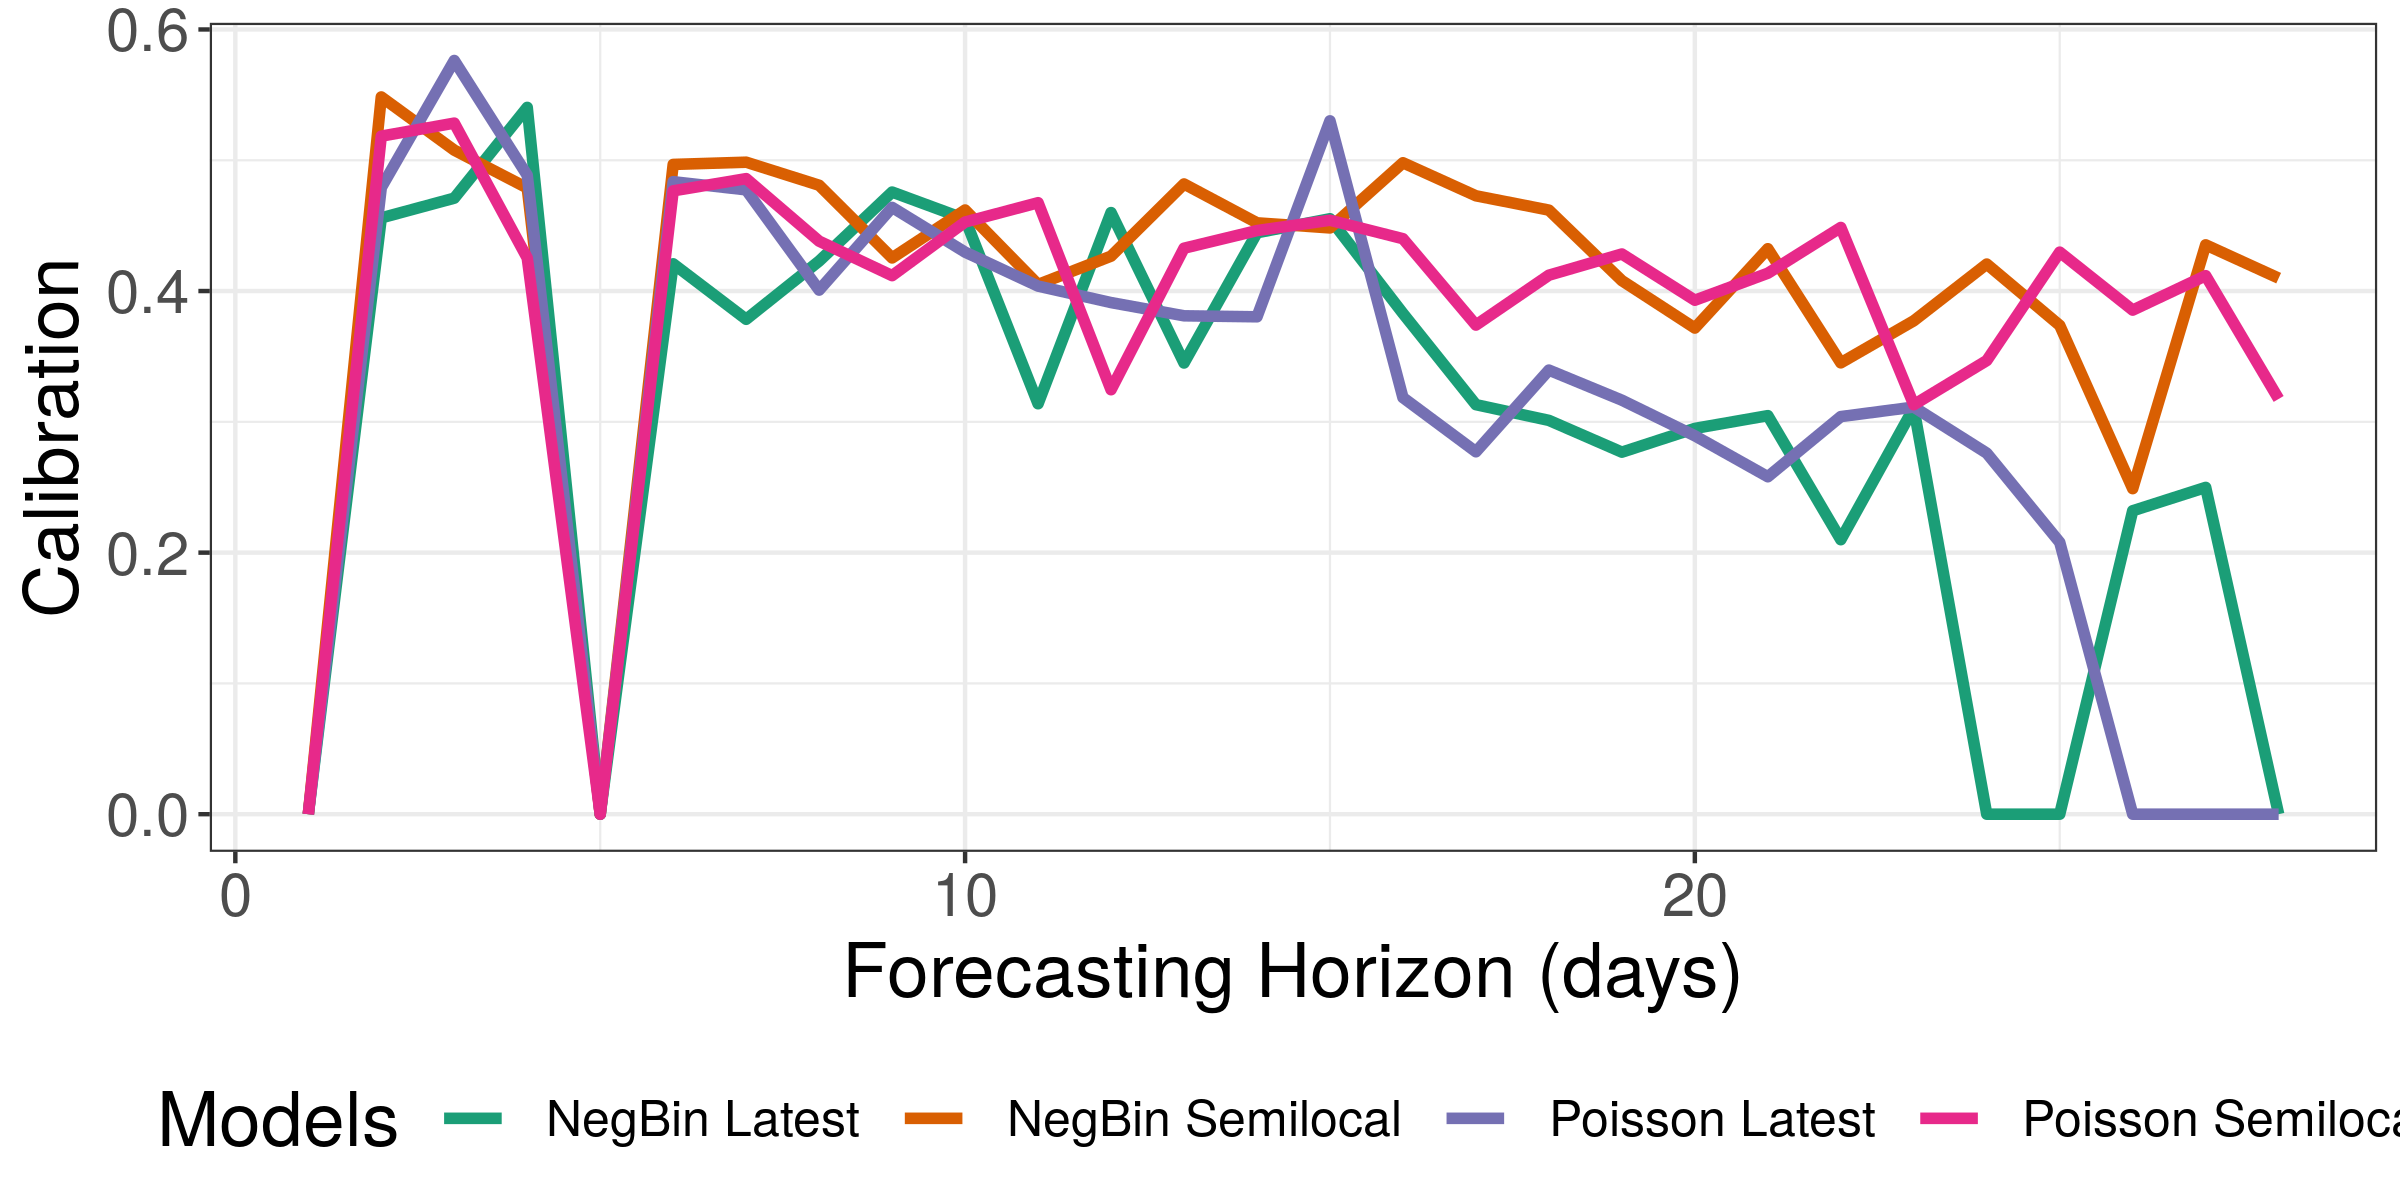 0.6
0.4
0.2
0.0
Calibration
0 10 20
Forecasting Horizon (days)
Models NegBin Latest NegBin Semilocal Poisson Latest Poisson